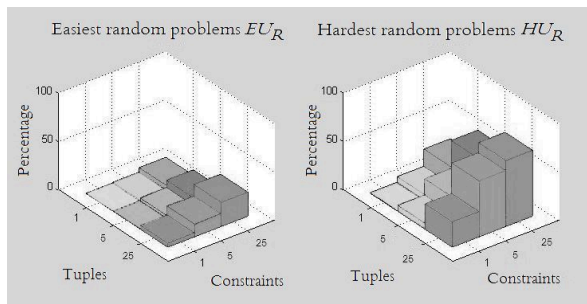 Easiest random problems EU_R
100
50
0
Percentage
1
5
25
Tuples
1
5
25
Constraints
Hardest random problems HU_R
100
50
0
Percentage
1
5
25
Tuples
1
5
25
Constraints